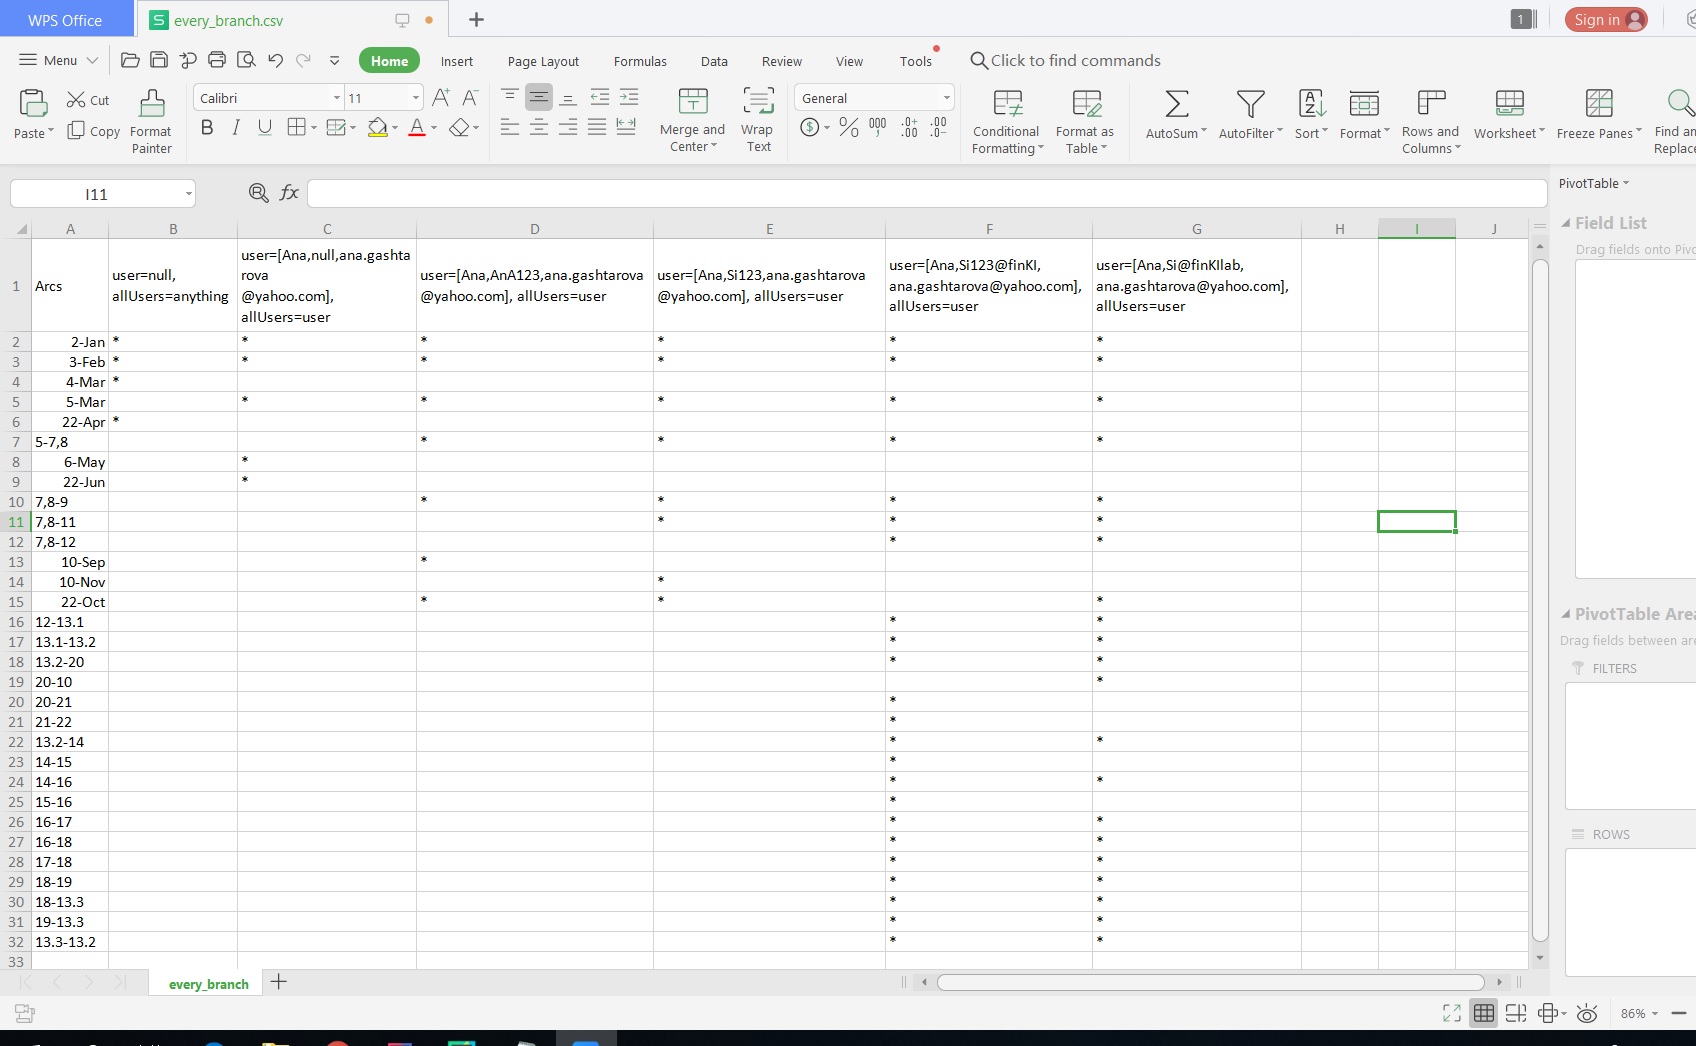 WPS Office
S every_branch.csv
1
Sign in
Menu
Home
Insert
Page Layout
Formulas
Data
Review
View
Tools
Click to find commands
Paste
Cut
Copy
Format Painter
Calibri
11
B I U
Merge and Center
Wrap Text
General
Conditional Formatting
Format as Table
AutoSum
AutoFilter
Sort
Format
Rows and Columns
Worksheet
Freeze Panes
Find an
Replace
I11
fx
PivotTable
Field List
Drag fields onto Pivo
A B C D E F G H I J
1 Arcs
user=null,
allUsers=anything
user=[Ana,null,ana.gashta
rova
@yahoo.com],
allUsers=user
user=[Ana,AnA123,ana.gashtarova
@yahoo.com], allUsers=user
user=[Ana,Si123,ana.gashtarova
@yahoo.com], allUsers=user
user=[Ana,Si123@finKI,
ana.gashtarova@yahoo.com],
allUsers=user
user=[Ana,Si@finKIlab,
ana.gashtarova@yahoo.com],
allUsers=user
2 2-Jan * * * * * *
3 3-Feb * * * * * *
4 4-Mar *
5 5-Mar * * * * *
6 22-Apr *
7 5-7,8 * * * *
8 6-May *
9 22-Jun *
10 7,8-9 * * * *
11 7,8-11 * * *
12 7,8-12 * *
13 10-Sep *
14 10-Nov *
15 22-Oct * * *
16 12-13.1 * *
17 13.1-13.2 * *
18 13.2-20 * *
19 20-10 *
20 20-21 *
21 21-22 *
22 13.2-14 * *
23 14-15 *
24 14-16 * *
25 15-16 *
26 16-17 * *
27 16-18 * *
28 17-18 * *
29 18-19 * *
30 18-13.3 * *
31 19-13.3 * *
32 13.3-13.2 * *
33
PivotTable Area
Drag fields between are
FILTERS
ROWS
every_branch
86%